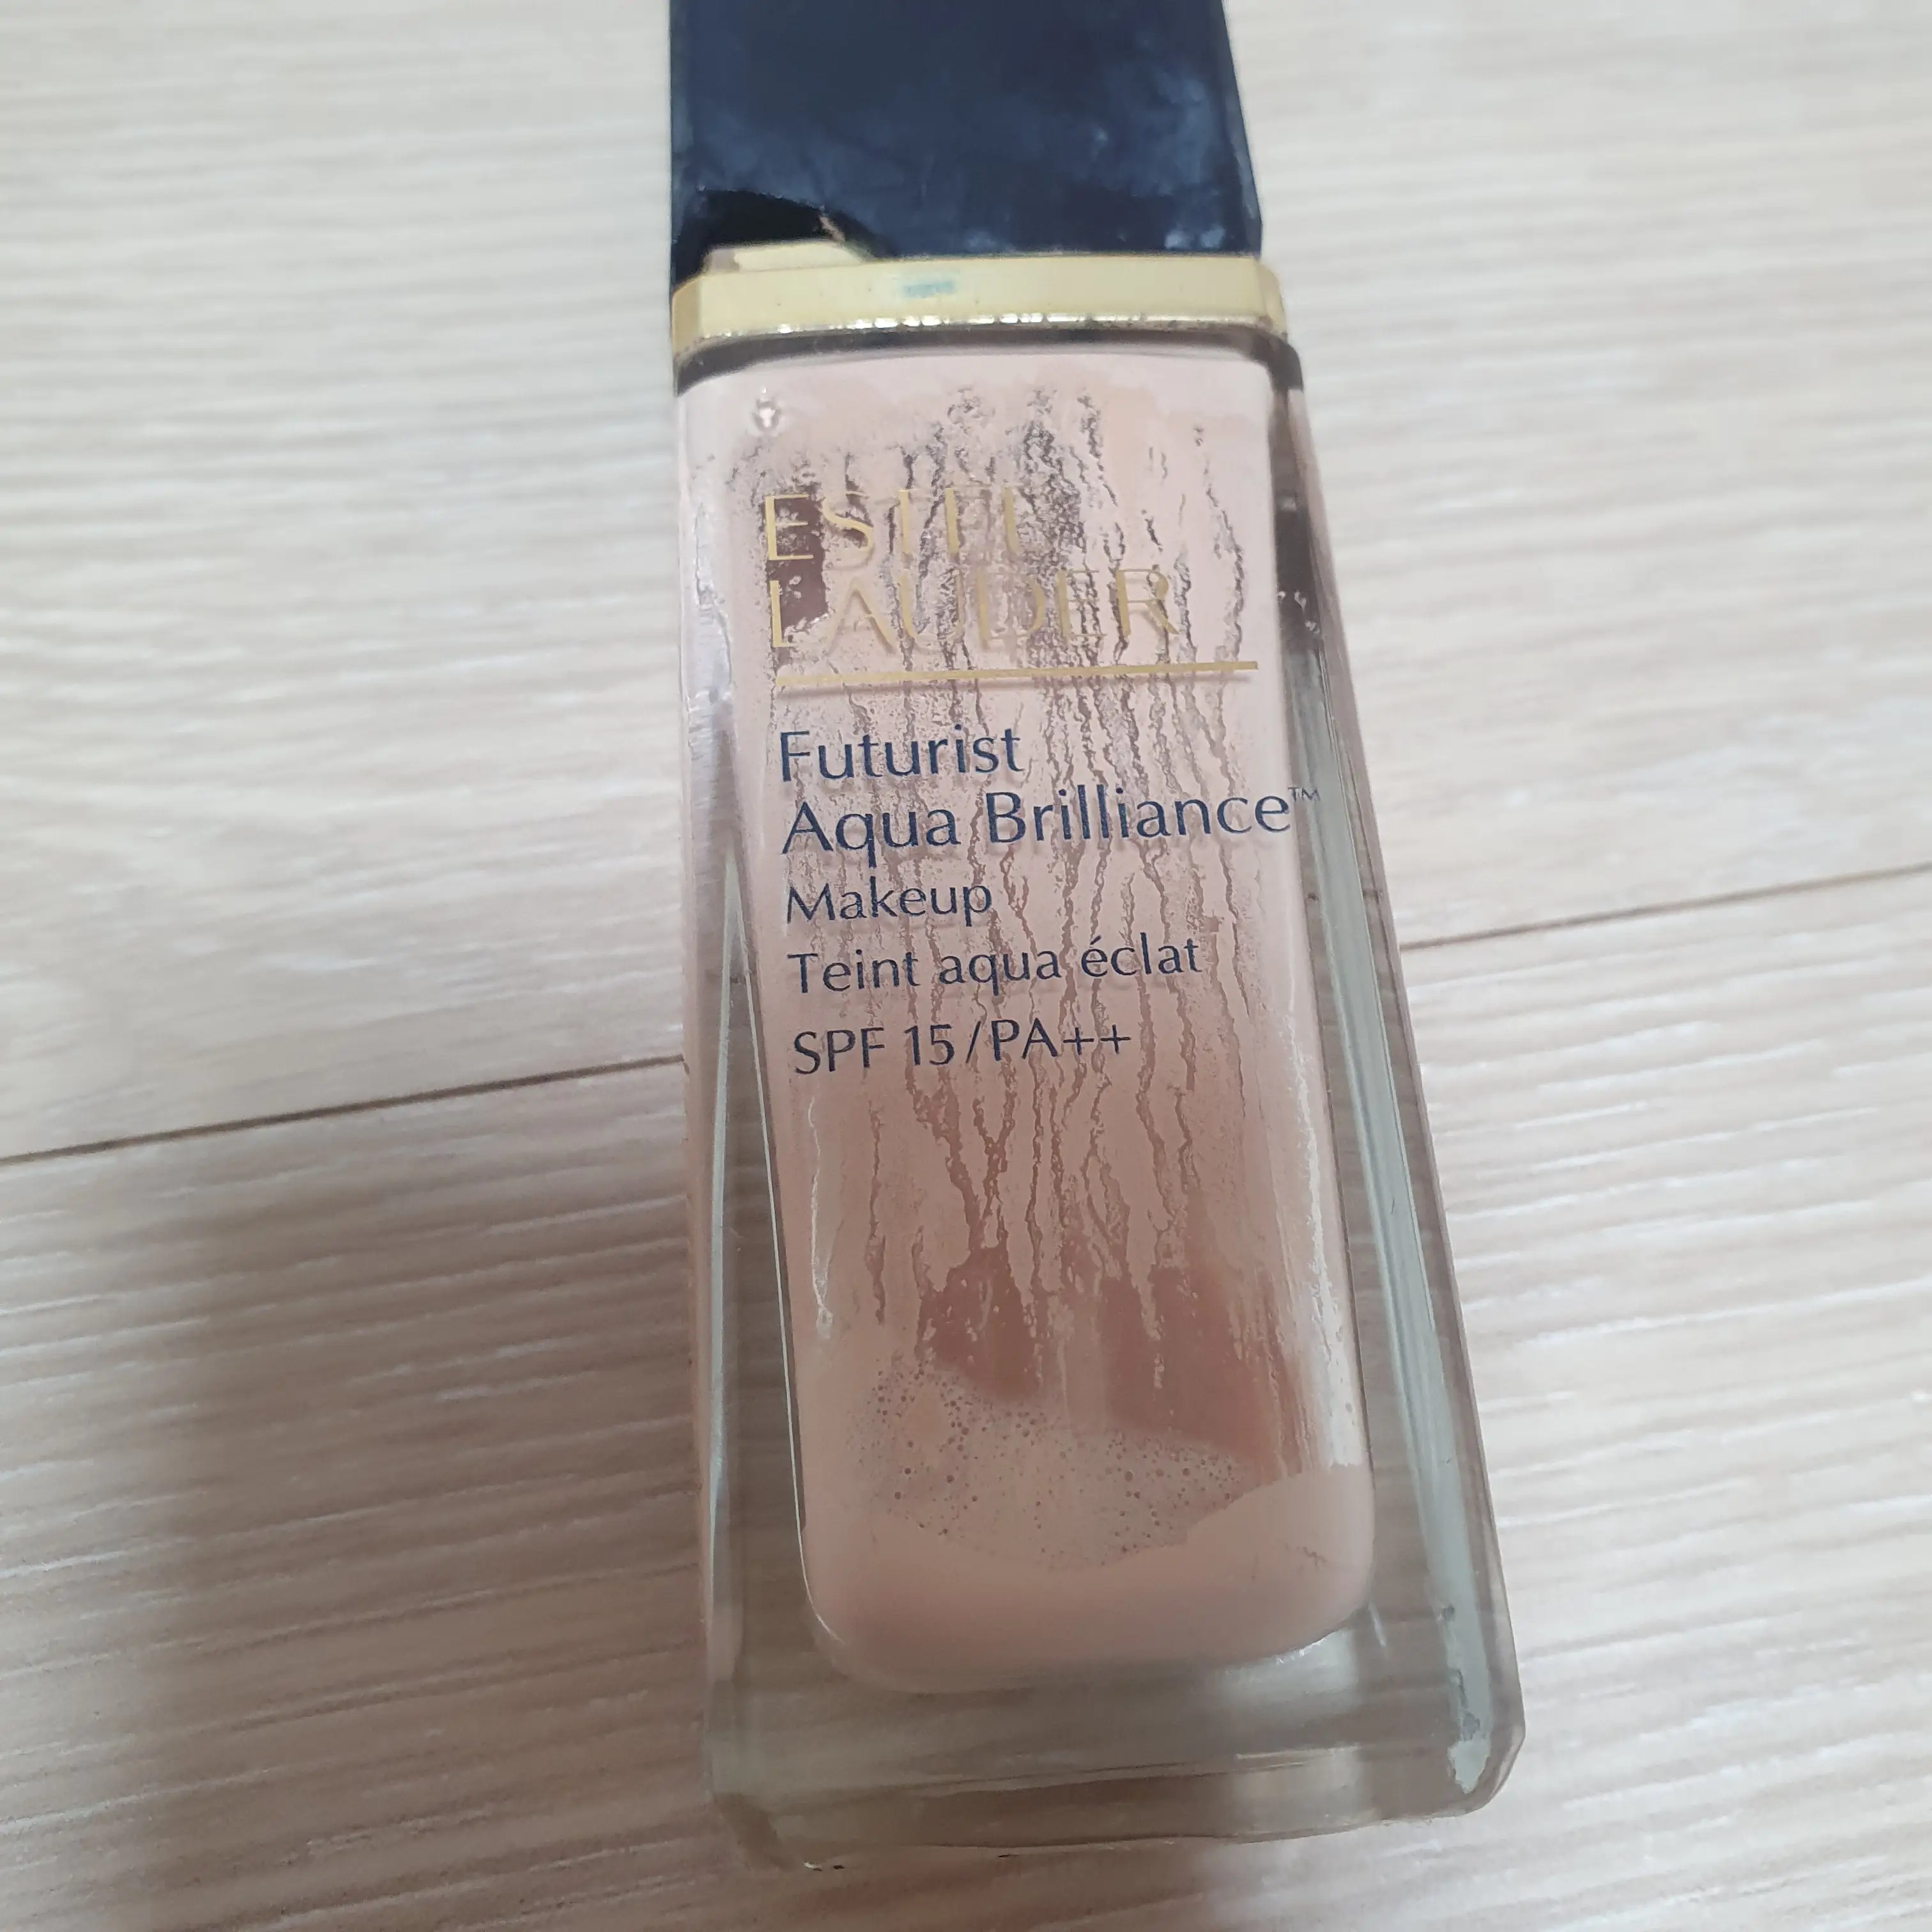 ESTEE
LAUDER
Futurist
Aqua Brilliance™
Makeup
Teint aqua éclat
SPF 15/PA++